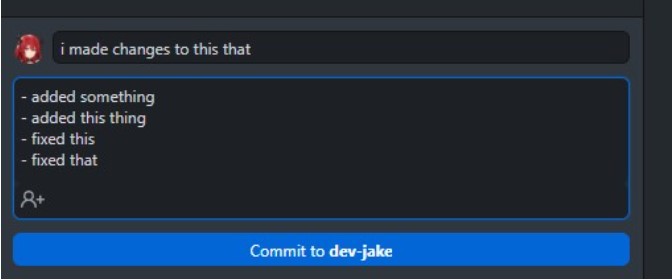 i made changes to this that
- added something
- added this thing
- fixed this
- fixed that
Commit to dev-jake